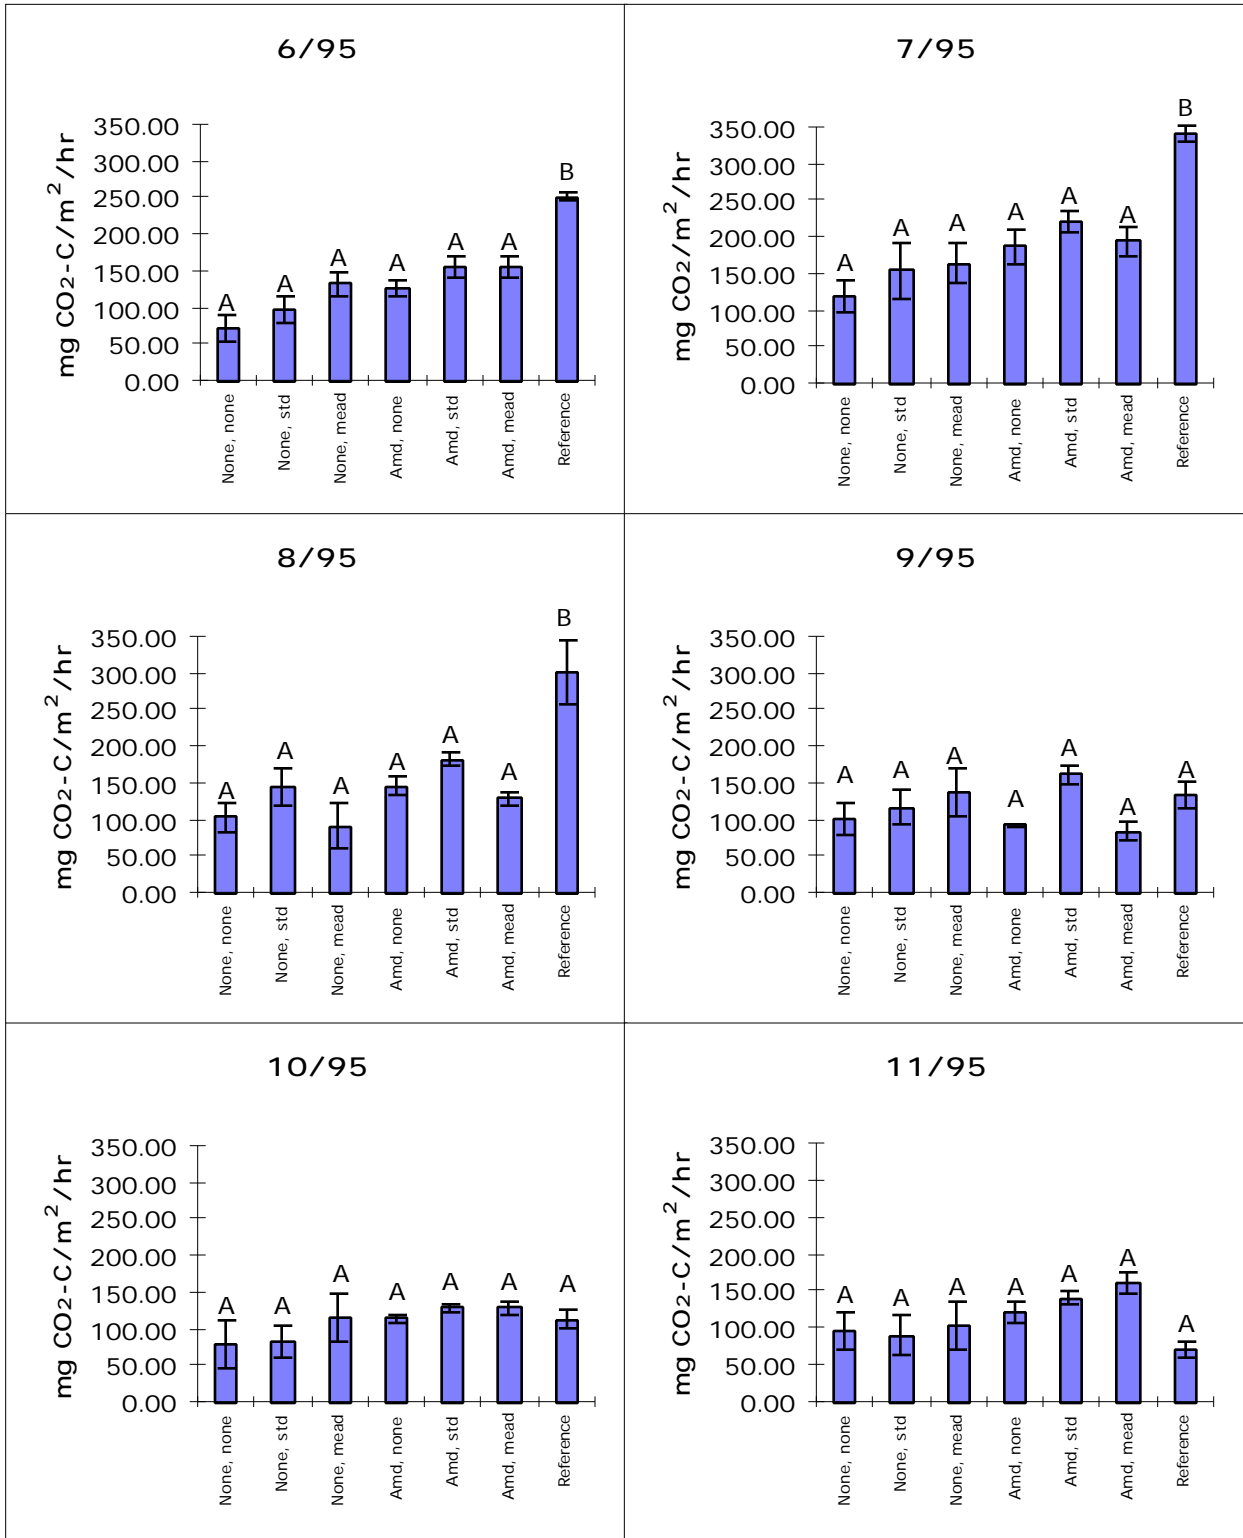 6/95
mg CO2-C/m²/hr
350.00
300.00
250.00
200.00
150.00
100.00
50.00
0.00
A
A
A
A
A
A
B
None, none
None, std
None, mead
Amd, none
Amd, std
Amd, mead
Reference
7/95
mg CO2/m²/hr
350.00
300.00
250.00
200.00
150.00
100.00
50.00
0.00
A
A
A
A
A
A
B
None, none
None, std
None, mead
Amd, none
Amd, std
Amd, mead
Reference
8/95
mg CO2-C/m²/hr
350.00
300.00
250.00
200.00
150.00
100.00
50.00
0.00
A
A
A
A
A
A
B
None, none
None, std
None, mead
Amd, none
Amd, std
Amd, mead
Reference
9/95
mg CO2-C/m²/hr
350.00
300.00
250.00
200.00
150.00
100.00
50.00
0.00
A
A
A
A
A
A
A
None, none
None, std
None, mead
Amd, none
Amd, std
Amd, mead
Reference
10/95
mg CO2-C/m²/hr
350.00
300.00
250.00
200.00
150.00
100.00
50.00
0.00
A
A
A
A
A
A
A
None, none
None, std
None, mead
Amd, none
Amd, std
Amd, mead
Reference
11/95
mg CO2-C/m²/hr
350.00
300.00
250.00
200.00
150.00
100.00
50.00
0.00
A
A
A
A
A
A
A
None, none
None, std
None, mead
Amd, none
Amd, std
Amd, mead
Reference